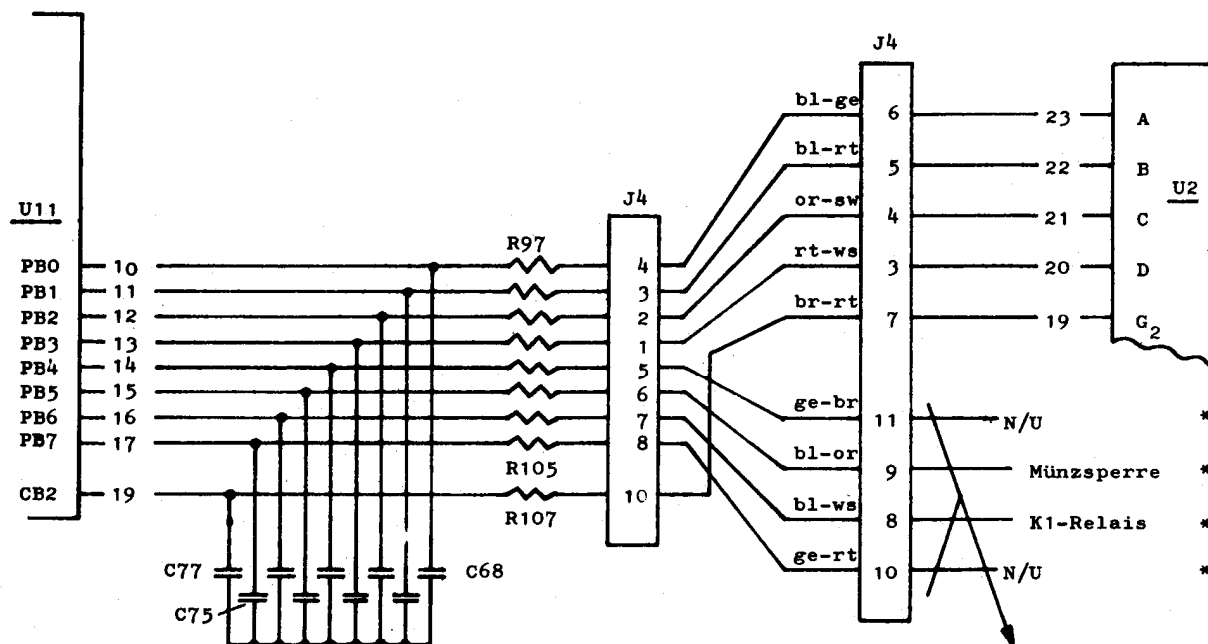 J4
bl-ge 6 23 A
bl-rt 5 22 B
U2
J4
U11
or-sw 4 21 C
R97
PB0 10 4 rt-ws 3 20 D
PB1 11 3
PB2 12 2 br-rt 7 19 G2
PB3 13 1
PB4 14 5
PB5 15 6
PB6 16 7 ge-br 11 N/U *
PB7 17 8
R105 bl-or 9 Münzsperre *
CB2 19 10
R107 bl-ws 8 K1-Relais *
C77 C68 ge-rt 10 N/U *
C75